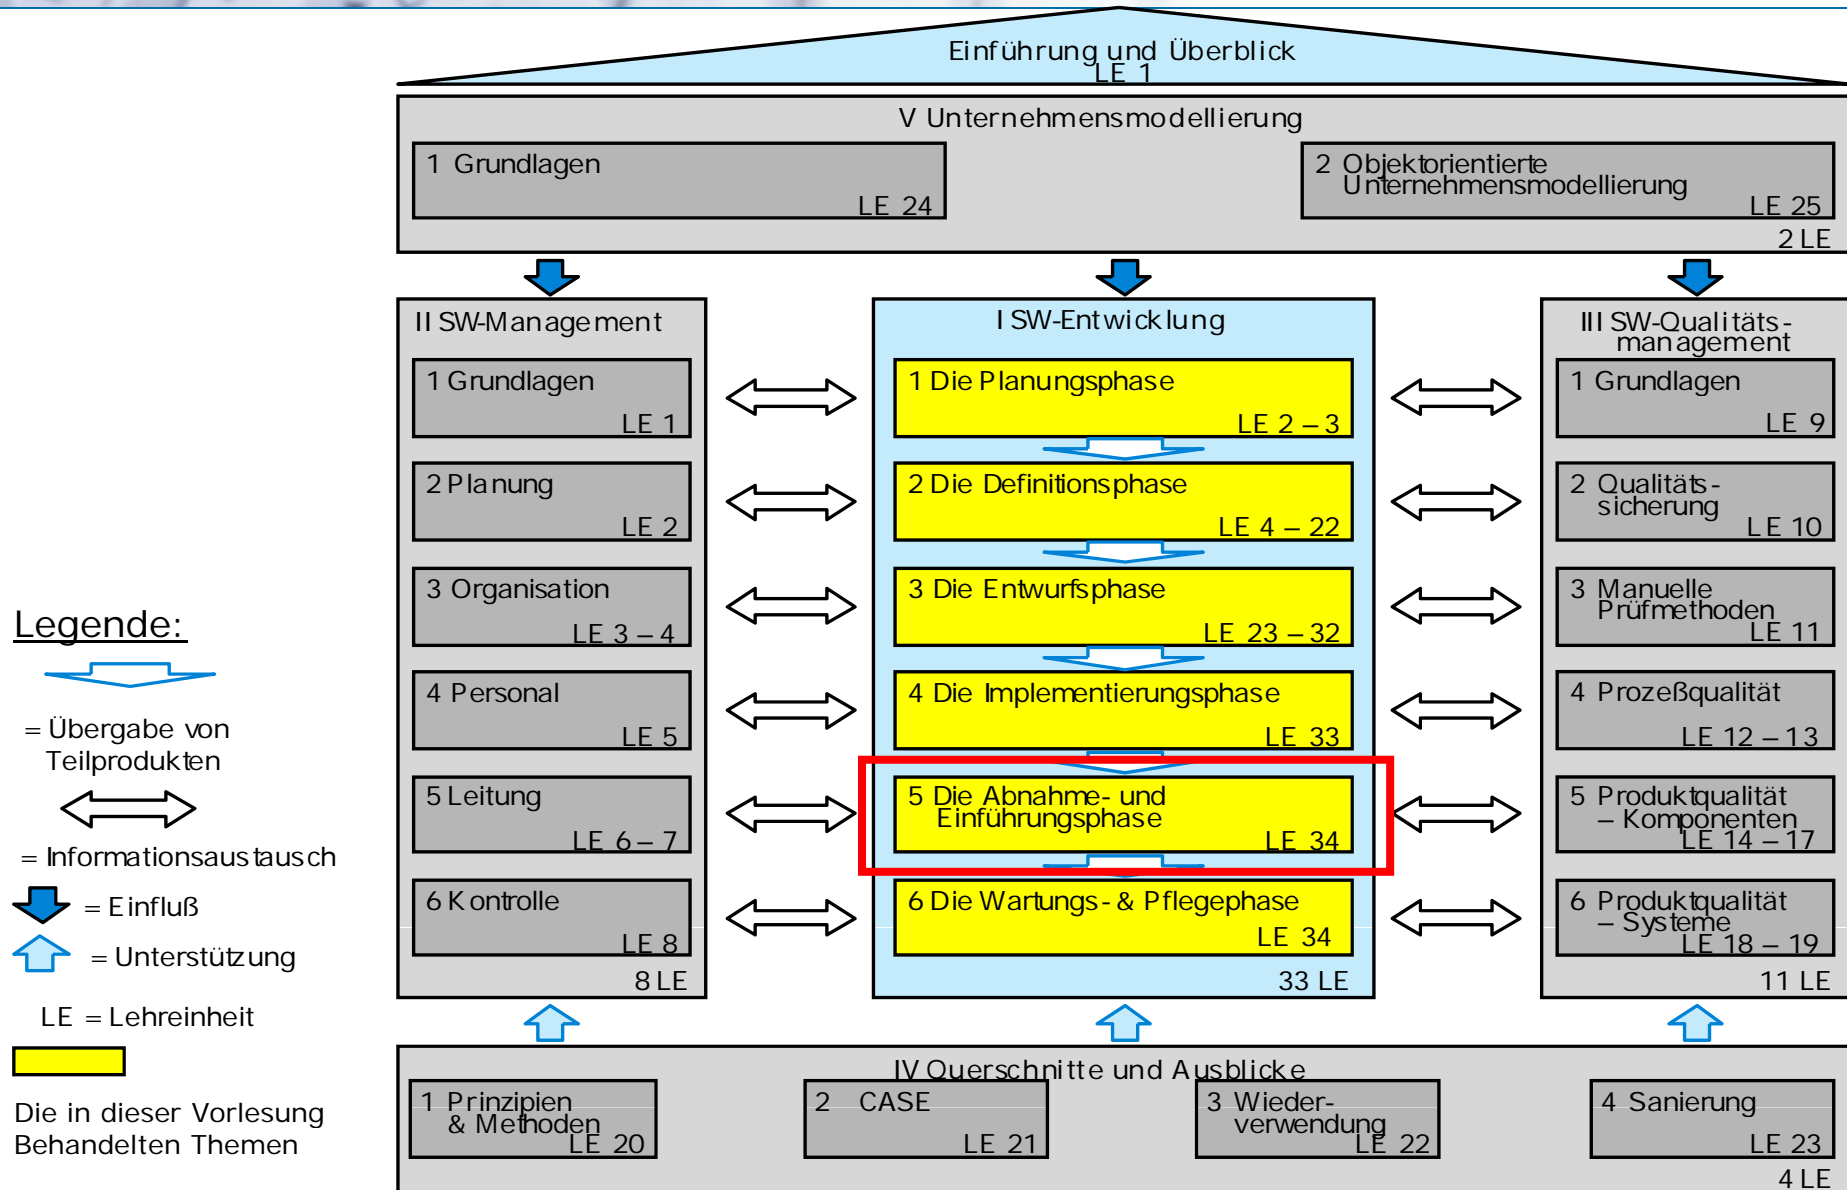 Einführung und Überblick
LE 1
V Unternehmensmodellierung
1 Grundlagen
LE 24
2 Objektorientierte
Unternehmensmodellierung
LE 25
2 LE
II SW-Management
1 Grundlagen
LE 1
2 Planung
LE 2
3 Organisation
LE 3 – 4
4 Personal
LE 5
5 Leitung
LE 6 – 7
6 Kontrolle
LE 8
8 LE
I SW-Entwicklung
1 Die Planungsphase
LE 2 – 3
2 Die Definitionsphase
LE 4 – 22
3 Die Entwurfsphase
LE 23 – 32
4 Die Implementierungsphase
LE 33
5 Die Abnahme- und
Einführungsphase
LE 34
6 Die Wartungs- & Pflegephase
LE 34
33 LE
III SW-Qualitäts-
management
1 Grundlagen
LE 9
2 Qualitäts-
sicherung
LE 10
3 Manuelle
Prüfmethoden
LE 11
4 Prozeßqualität
LE 12 – 13
5 Produktqualität
– Komponenten
LE 14 – 17
6 Produktqualität
– Systeme
LE 18 – 19
11 LE
IV Querschnitte und Ausblicke
1 Prinzipien
& Methoden
LE 20
2 CASE
LE 21
3 Wieder-
verwendung
LE 22
4 Sanierung
LE 23
4 LE
Legende:
= Übergabe von
Teilprodukten
= Informationsaustausch
= Einfluß
= Unterstützung
LE = Lehreinheit
Die in dieser Vorlesung
Behandelten Themen